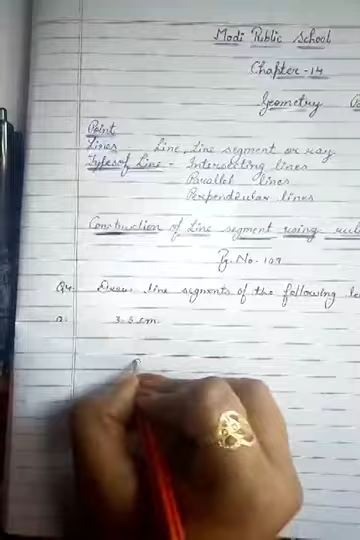 Modi Public School
Chapter-14
Geometry
Point
Lines Line, Line segment or ray
Types of Line - Intersecting lines
Parallel lines
Perpendicular lines
Construction of line segment using
Pg. No. 197
Q4. Draw line segments of the following
a. 3.5 cm